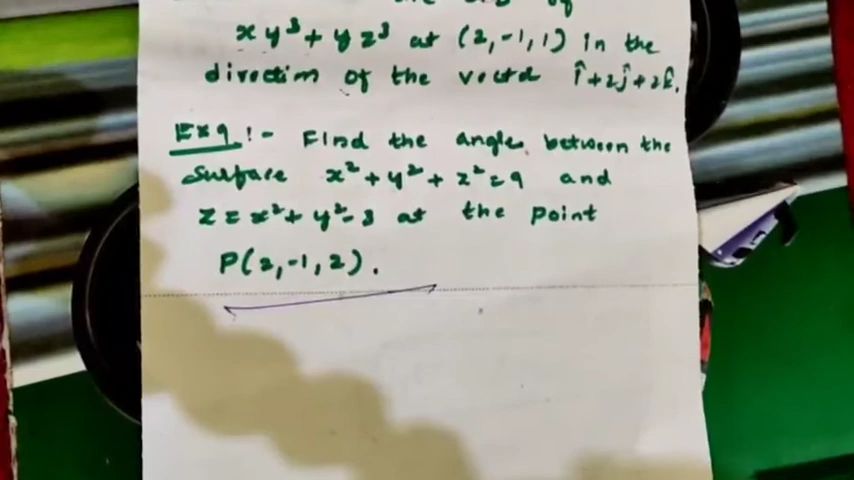 of
xy³ + yz³ at (2,-1,1) in the
direction of the vector î+2ĵ+2k̂.
Ex9!- Find the angle between the
Surface x²+y²+z²=9 and
z=x²+y²-3 at the point
P(2,-1,2).